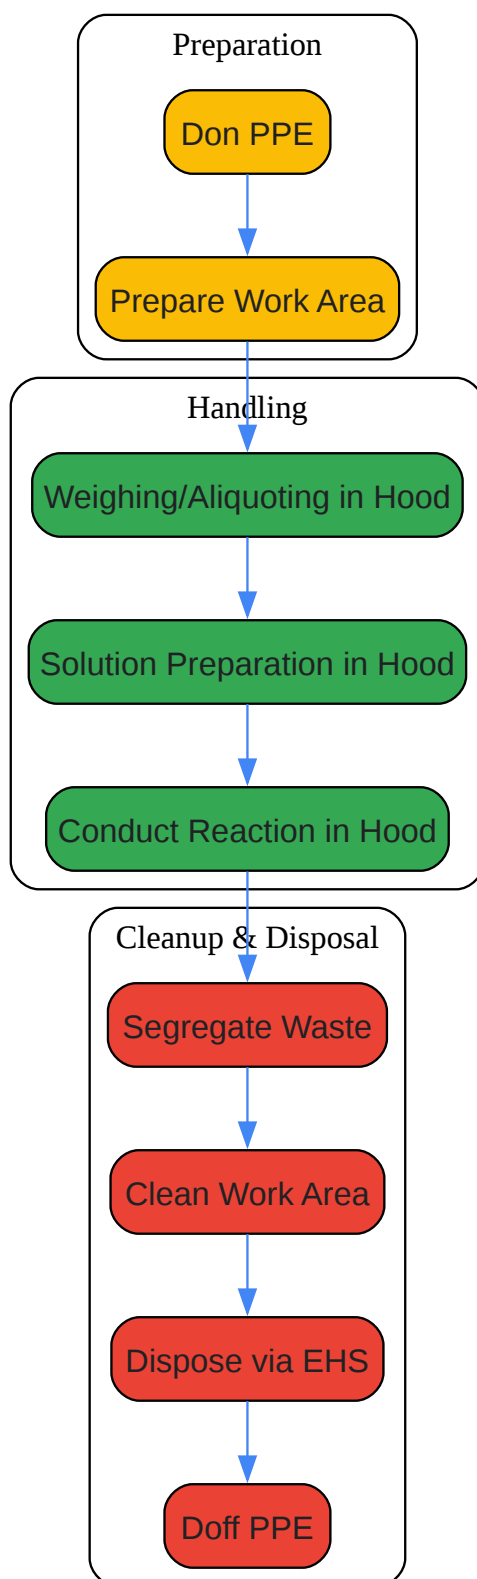 Preparation
Don PPE
Prepare Work Area
Handling
Weighing/Aliquoting in Hood
Solution Preparation in Hood
Conduct Reaction in Hood
Cleanup & Disposal
Segregate Waste
Clean Work Area
Dispose via EHS
Doff PPE